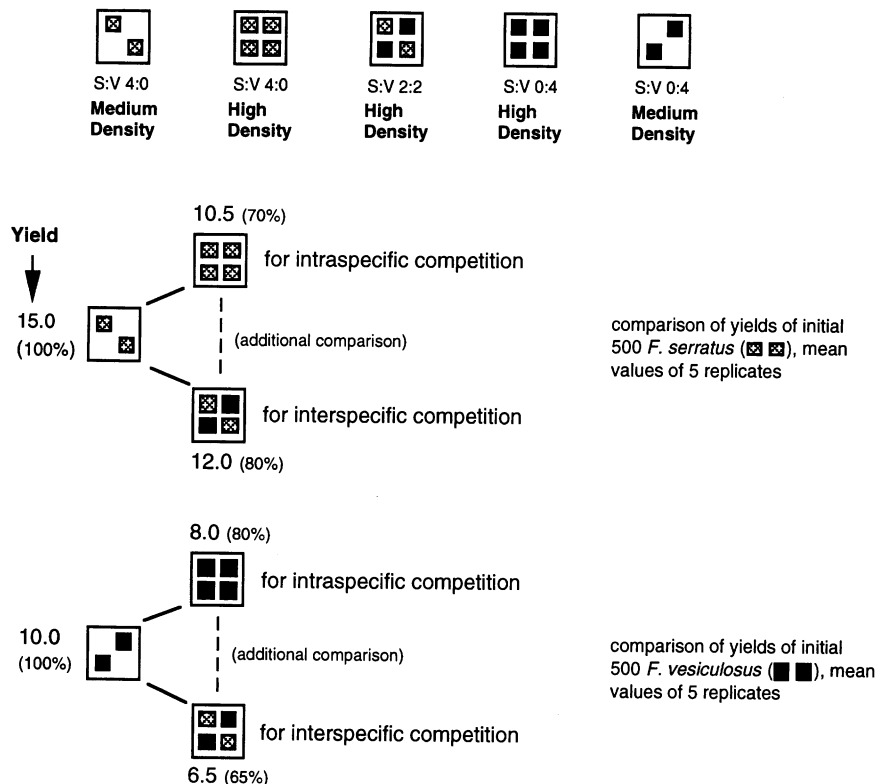 S:V 4:0
Medium
Density
S:V 4:0
High
Density
S:V 2:2
High
Density
S:V 0:4
High
Density
S:V 0:4
Medium
Density
Yield
10.5 (70%)
for intraspecific competition
15.0
(100%)
(additional comparison)
for interspecific competition
12.0 (80%)
comparison of yields of initial
500 F. serratus ( ), mean
values of 5 replicates
8.0 (80%)
for intraspecific competition
10.0
(100%)
(additional comparison)
for interspecific competition
6.5 (65%)
comparison of yields of initial
500 F. vesiculosus ( ), mean
values of 5 replicates